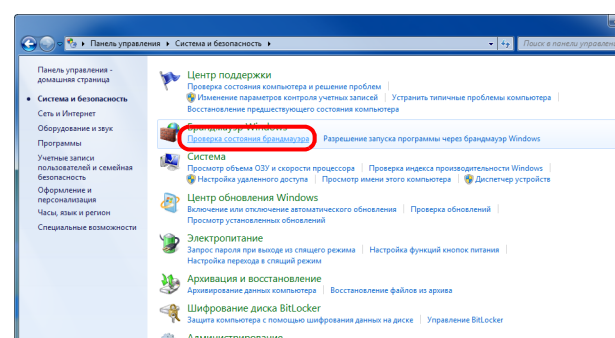 Панель управления ▸ Система и безопасность ▸
Поиск в панели управлен
Панель управления -
домашняя страница
Система и безопасность
Сеть и Интернет
Оборудование и звук
Программы
Учетные записи
пользователей и семейная
безопасность
Оформление и
персонализация
Часы, язык и регион
Специальные возможности
Центр поддержки
Проверка состояния компьютера и решение проблем
Изменение параметров контроля учетных записей
Устранить типичные проблемы компьютера
Восстановление предшествующего состояния компьютера
Брандмауэр Windows
Проверка состояния брандмауэра
Разрешение запуска программы через брандмауэр Windows
Система
Просмотр объема ОЗУ и скорости процессора
Проверка индекса производительности Windows
Настройка удаленного доступа
Просмотр имени этого компьютера
Диспетчер устройств
Центр обновления Windows
Включение или отключение автоматического обновления
Проверка обновлений
Просмотр установленных обновлений
Электропитание
Запрос пароля при выходе из спящего режима
Настройка функций кнопок питания
Настройка перехода в спящий режим
Архивация и восстановление
Архивирование данных компьютера
Восстановление файлов из архива
Шифрование диска BitLocker
Защита компьютера с помощью шифрования данных на диске
Управление BitLocker
Администрирование